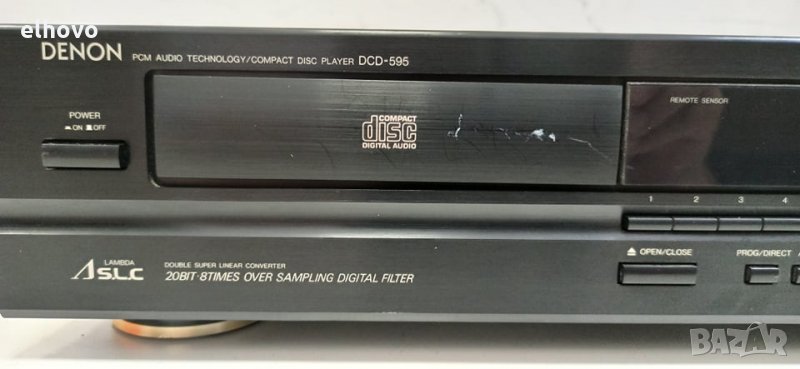 elhovo
DENON PCM AUDIO TECHNOLOGY/COMPACT DISC PLAYER DCD-595
POWER
ON OFF
COMPACT
disc
DIGITAL AUDIO
REMOTE SENSOR
1 2 3 4
LAMBDA
S.L.C
DOUBLE SUPER LINEAR CONVERTER
20BIT·8TIMES OVER SAMPLING DIGITAL FILTER
OPEN/CLOSE
PROG/DIRECT
BAZAR